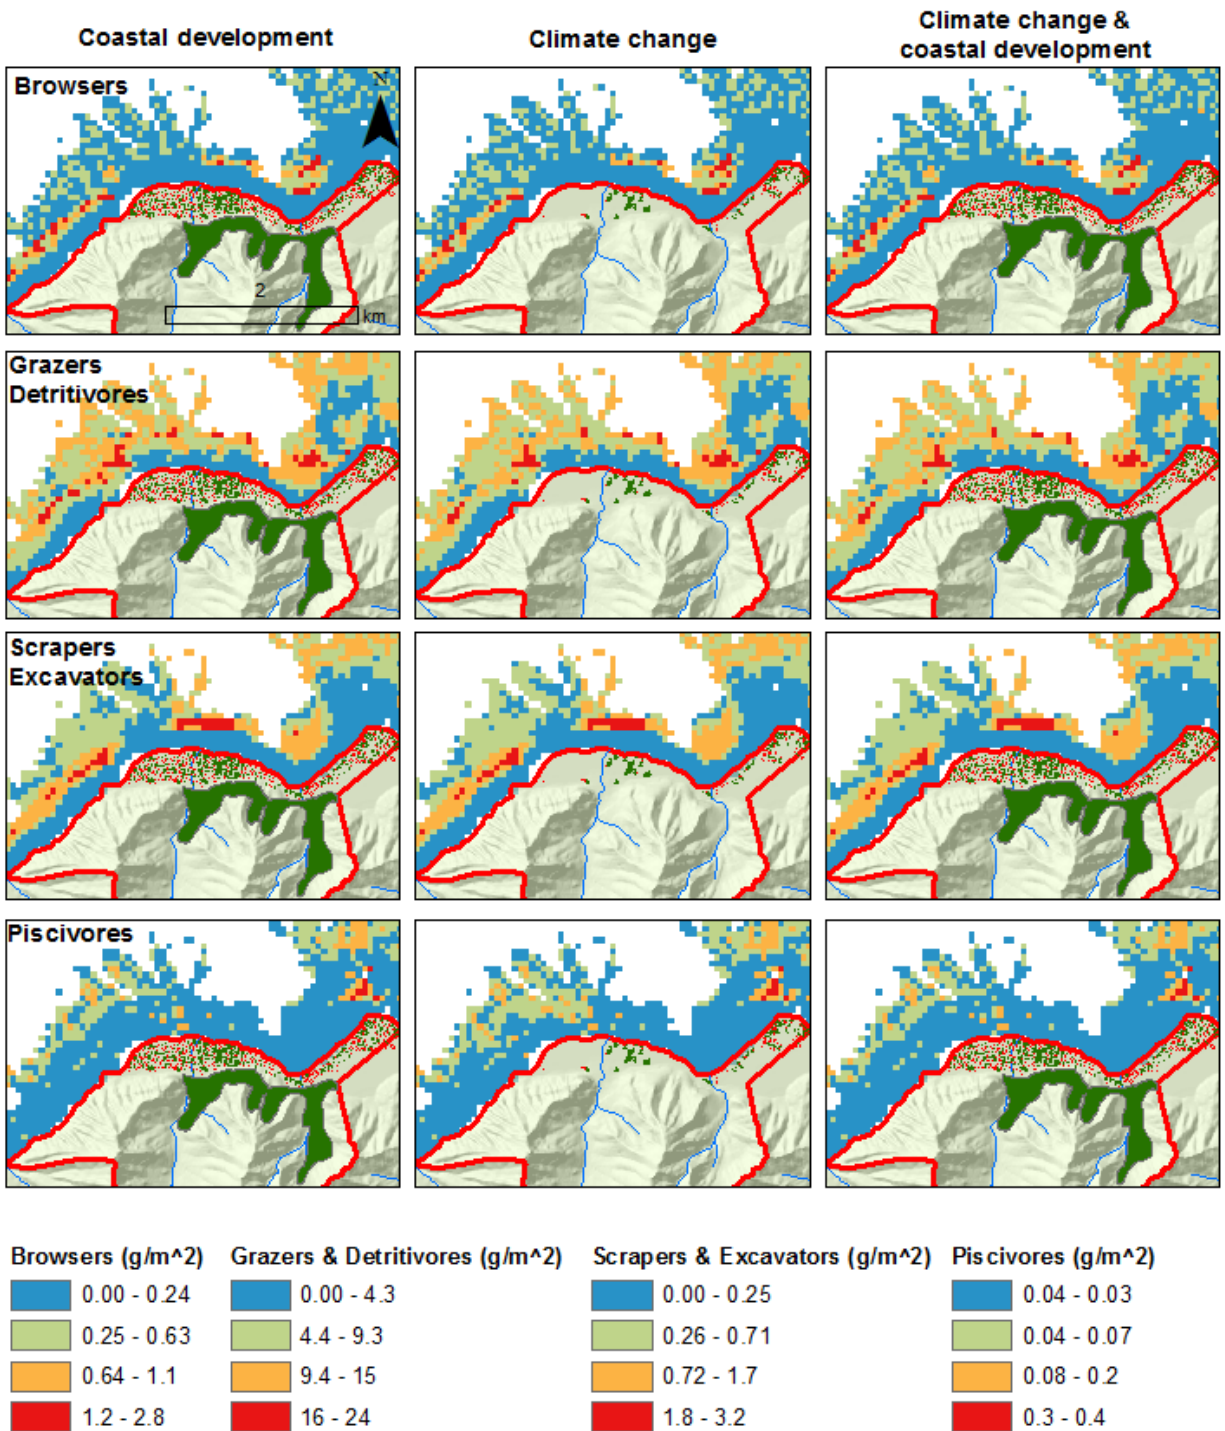 Coastal development
Climate change
Climate change &
coastal development
Browsers
N
2
km
Grazers
Detritivores
Scrapers
Excavators
Piscivores
Browsers (g/m^2)
0.00 - 0.24
0.25 - 0.63
0.64 - 1.1
1.2 - 2.8
Grazers & Detritivores (g/m^2)
0.00 - 4.3
4.4 - 9.3
9.4 - 15
16 - 24
Scrapers & Excavators (g/m^2)
0.00 - 0.25
0.26 - 0.71
0.72 - 1.7
1.8 - 3.2
Piscivores (g/m^2)
0.04 - 0.03
0.04 - 0.07
0.08 - 0.2
0.3 - 0.4